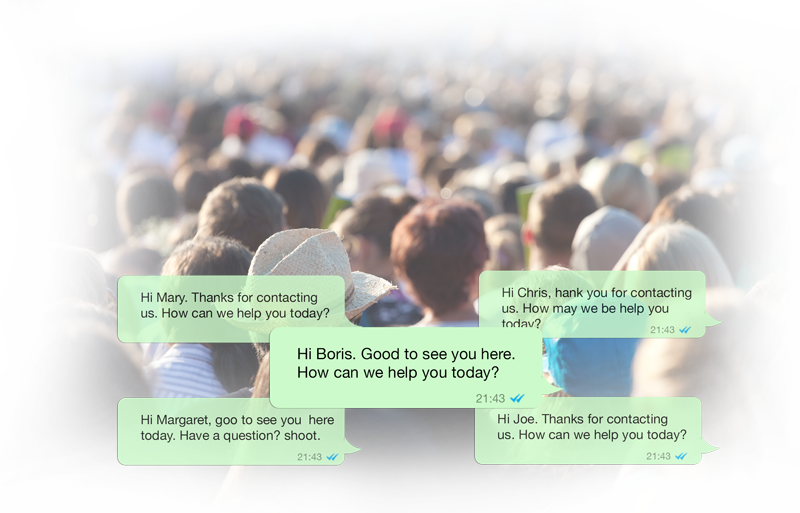 Hi Mary. Thanks for contacting
us. How can we help you today?
Hi Chris, hank you for contacting
us. How may we be help you
today?
21:43
Hi Boris. Good to see you here.
How can we help you today?
21:43
Hi Margaret, goo to see you  here
today. Have a question? shoot.
21:43
Hi Joe. Thanks for contacting
us. How can we help you today?
21:43